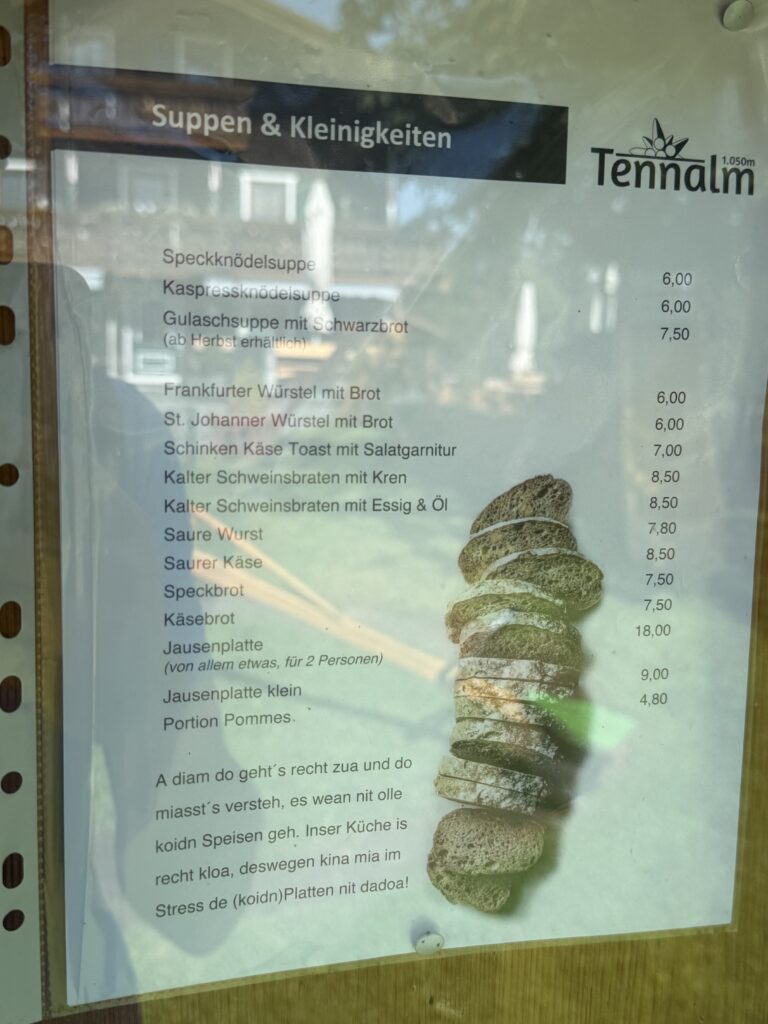 Suppen & Kleinigkeiten
Tennalm 1.050m
Speckknödelsuppe 6,00
Kaspressknödelsuppe 6,00
Gulaschsuppe mit Schwarzbrot 7,50
(ab Herbst erhältlich)
Frankfurter Würstel mit Brot 6,00
St. Johanner Würstel mit Brot 6,00
Schinken Käse Toast mit Salatgarnitur 7,00
Kalter Schweinsbraten mit Kren 8,50
Kalter Schweinsbraten mit Essig & Öl 8,50
Saure Wurst 7,80
Saurer Käse 8,50
Speckbrot 7,50
Käsebrot 7,50
Jausenplatte 18,00
(von allem etwas, für 2 Personen)
Jausenplatte klein 9,00
Portion Pommes 4,80
A diam do geht´s recht zua und do
miasst´s versteh, es wean nit olle
koidn Speisen geh. Inser Küche is
recht kloa, deswegen kina mia im
Stress de (koidn)Platten nit dadoa!